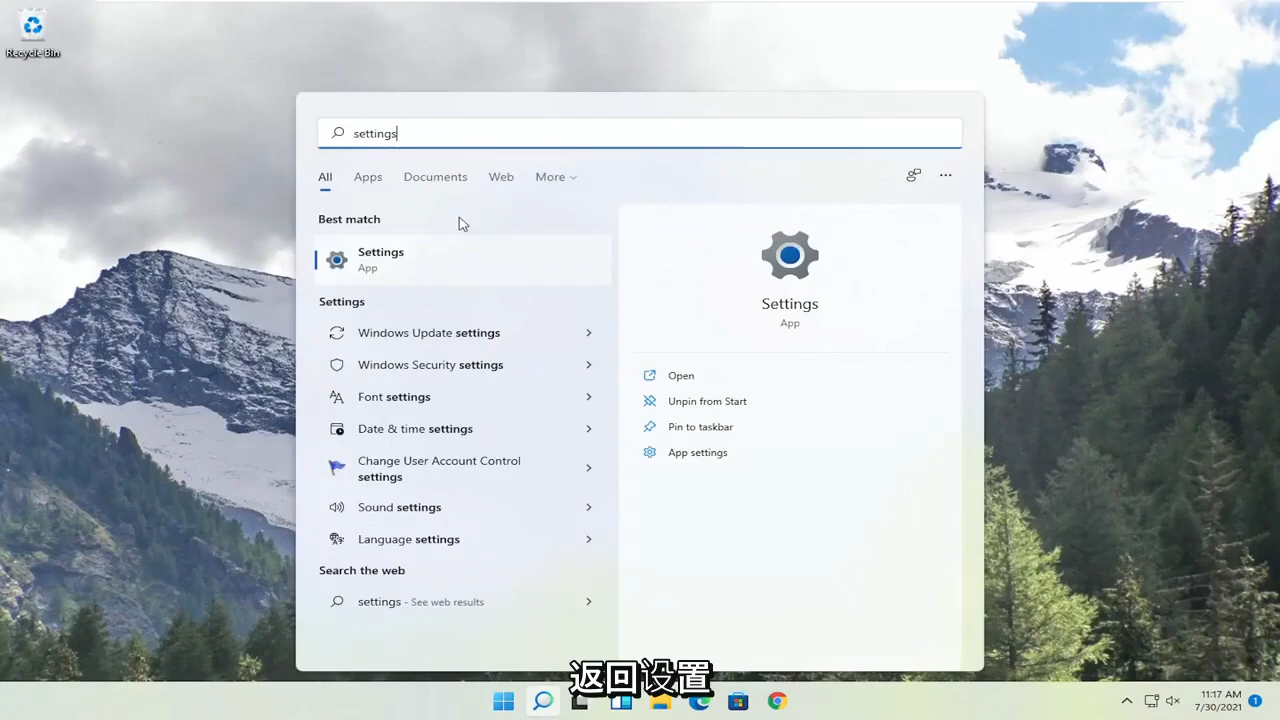 Recycle Bin
settings
All Apps Documents Web More
Best match
Settings
App
Settings
Windows Update settings
Windows Security settings
Font settings
Date & time settings
Change User Account Control
settings
Sound settings
Language settings
Search the web
settings - See web results
Settings
App
Open
Unpin from Start
Pin to taskbar
App settings
返回设置
11:17 AM
7/30/2021
1